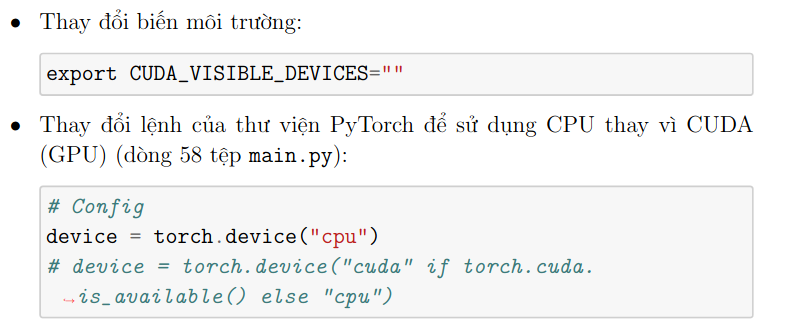 • Thay đổi biến môi trường:
export CUDA_VISIBLE_DEVICES=""
• Thay đổi lệnh của thư viện PyTorch để sử dụng CPU thay vì CUDA
(GPU) (dòng 58 tệp main.py):
# Config
device = torch.device("cpu")
# device = torch.device("cuda" if torch.cuda.
↪is_available() else "cpu")